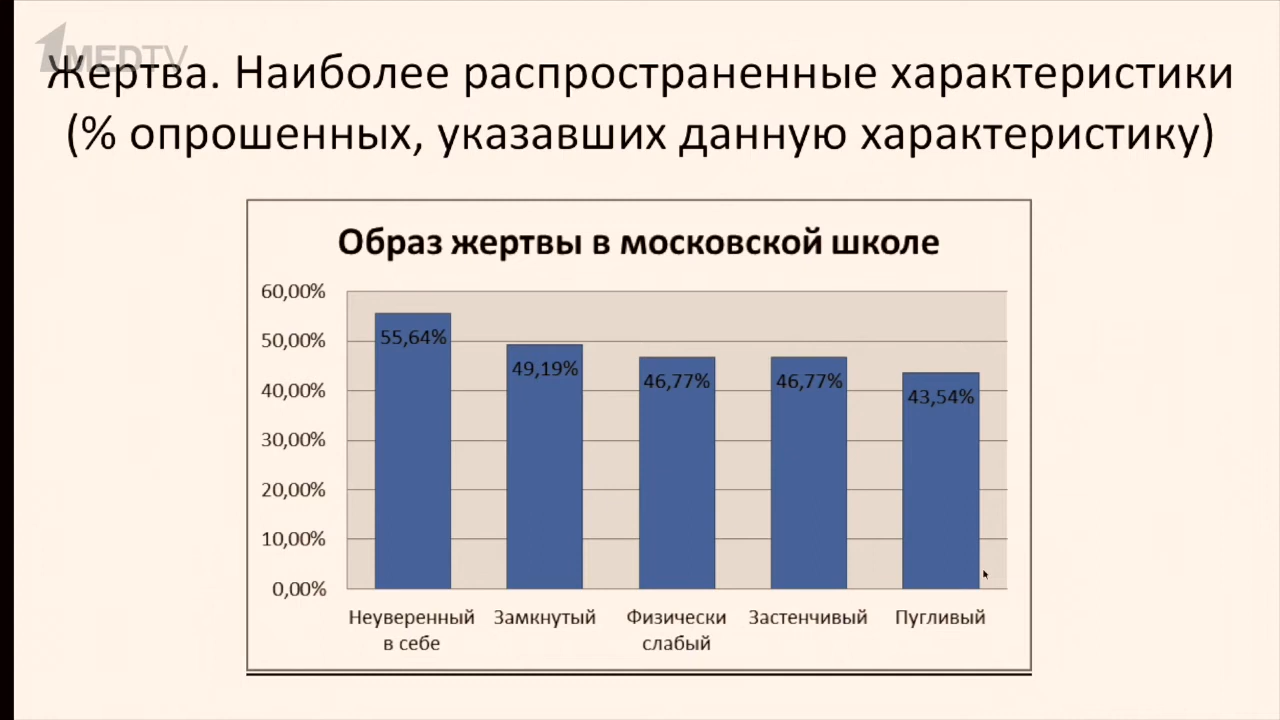 1MEDTV
Жертва. Наиболее распространенные характеристики
(% опрошенных, указавших данную характеристику)
Образ жертвы в московской школе
60,00%
50,00%
40,00%
30,00%
20,00%
10,00%
0,00%
55,64%
49,19%
46,77%
46,77%
43,54%
Неуверенный
в себе
Замкнутый
Физически
слабый
Застенчивый
Пугливый